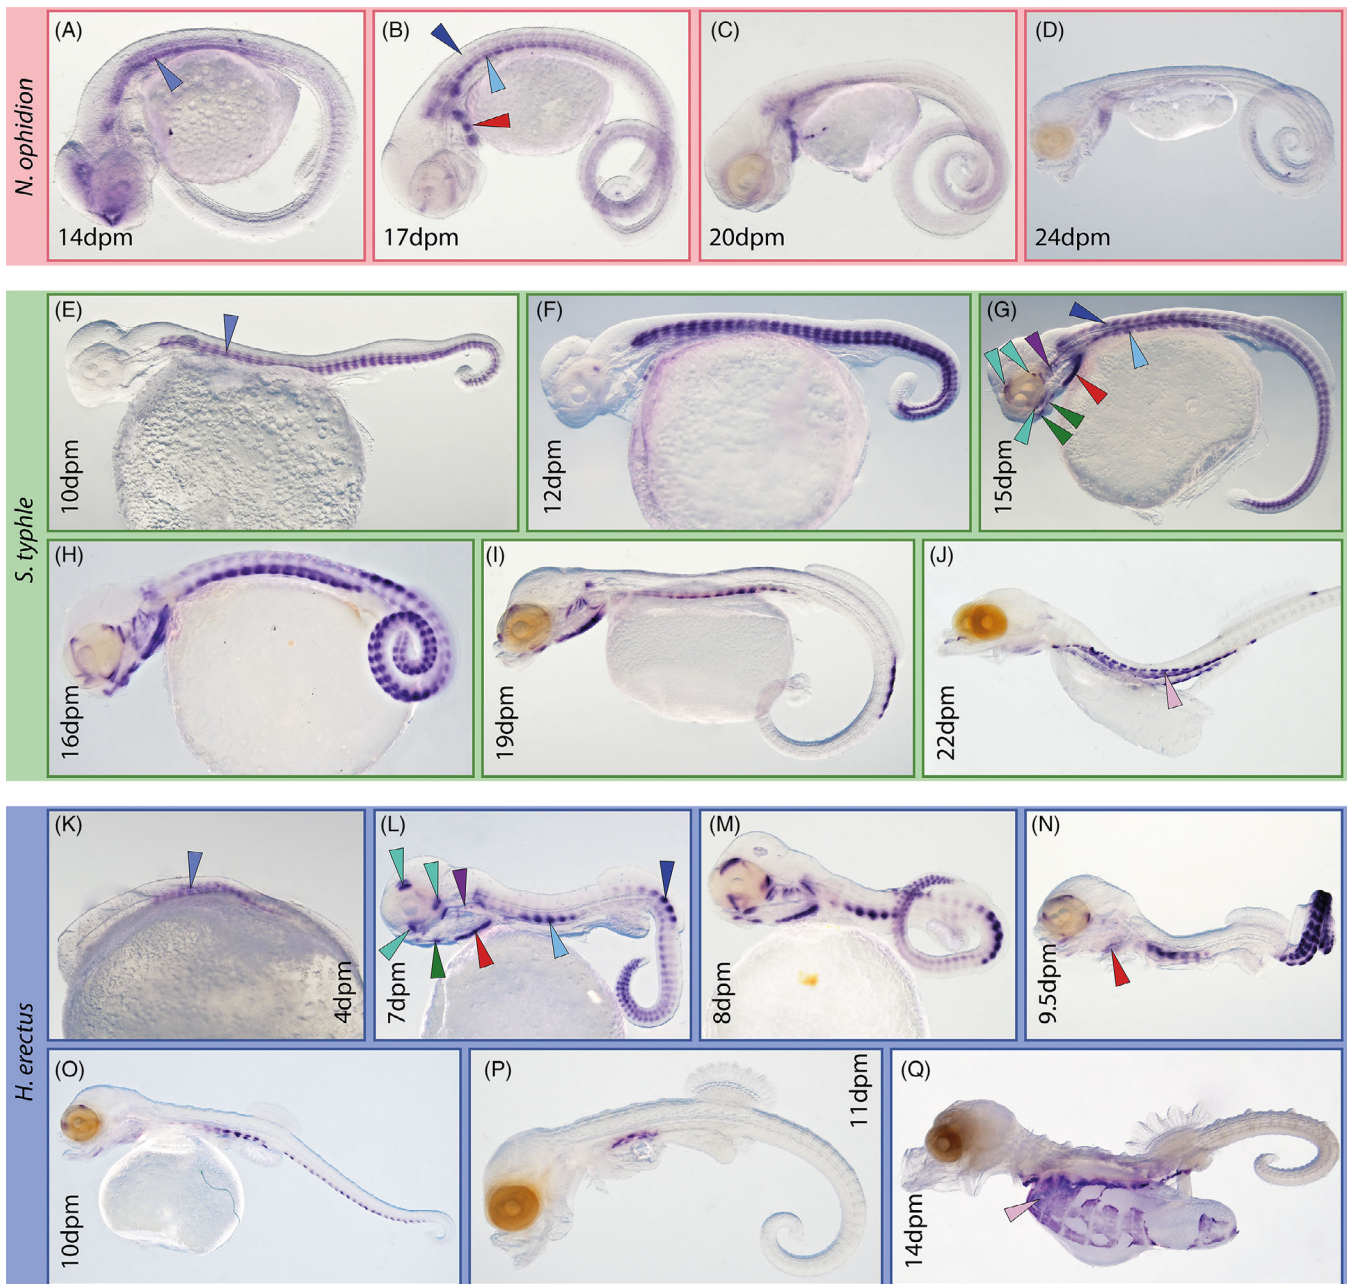 N. ophidion
(A)
14dpm
(B)
17dpm
(C)
20dpm
(D)
24dpm
S. typhle
(E)
10dpm
(F)
12dpm
(G)
15dpm
(H)
16dpm
(I)
19dpm
(J)
22dpm
H. erectus
(K)
4dpm
(L)
7dpm
(M)
8dpm
(N)
9.5dpm
(O)
10dpm
(P)
11dpm
(Q)
14dpm